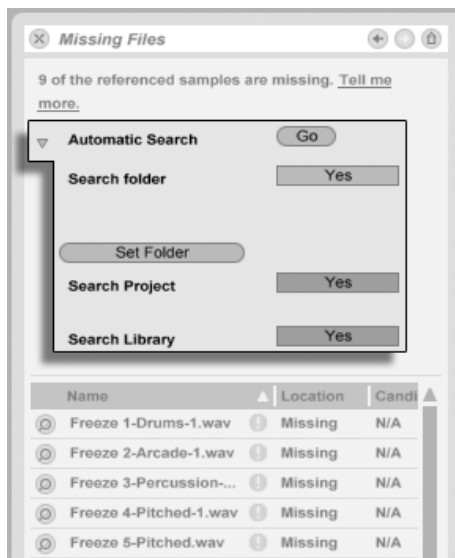 Missing Files
9 of the referenced samples are missing. Tell me
more.
Automatic Search Go
Search folder Yes
Set Folder
Search Project Yes
Search Library Yes
Name Location Candi
Freeze 1-Drums-1.wav Missing N/A
Freeze 2-Arcade-1.wav Missing N/A
Freeze 3-Percussion-... Missing N/A
Freeze 4-Pitched-1.wav Missing N/A
Freeze 5-Pitched.wav Missing N/A